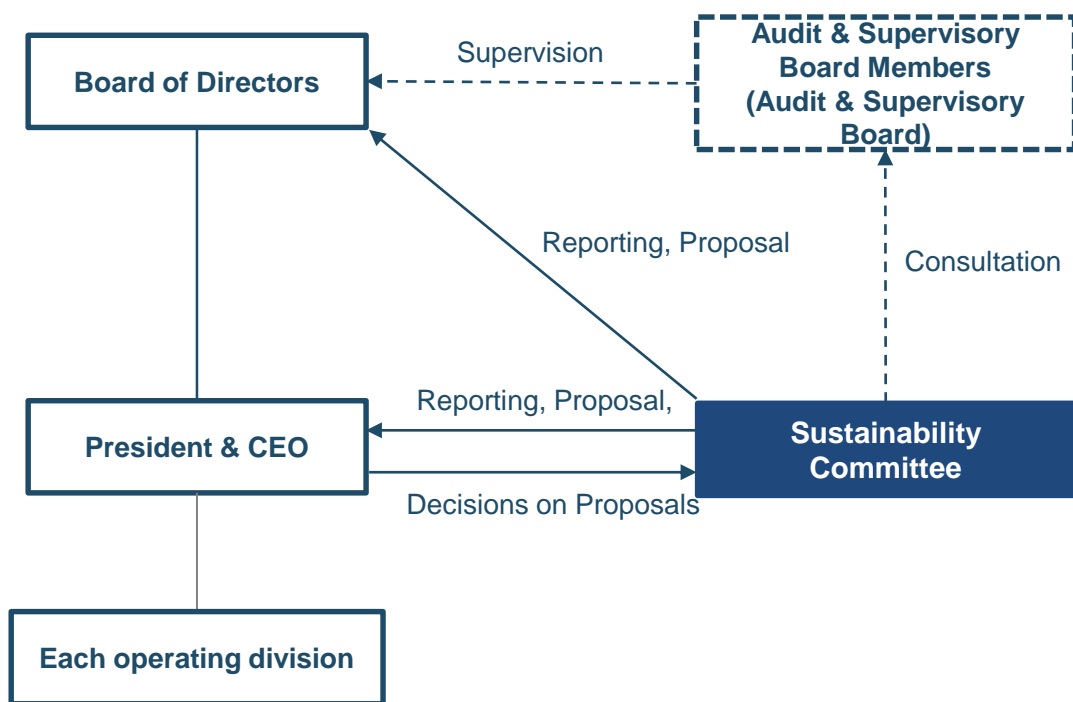 Board of Directors
Supervision
Audit & Supervisory
Board Members
(Audit & Supervisory
Board)
Reporting, Proposal
Consultation
Reporting, Proposal,
President & CEO
Sustainability
Committee
Decisions on Proposals
Each operating division